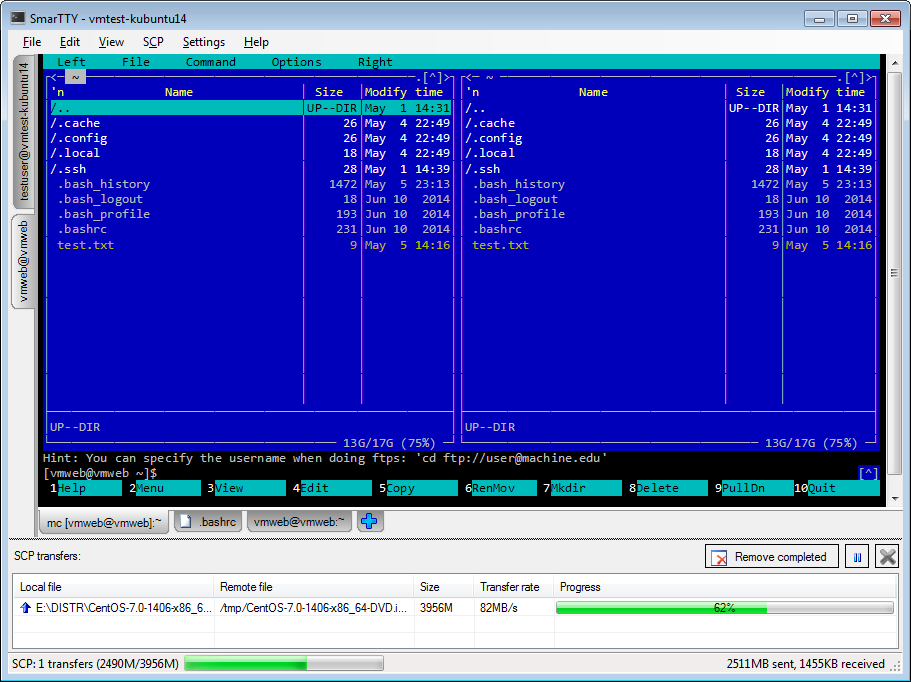 SmarTTY - vmtest-kubuntu14
File Edit View SCP Settings Help
testuser@vmtest-kubuntu14
vmweb@vmweb
Left File Command Options Right
~ .[^]> ~ .[^]>
'n Name Size Modify time 'n Name Size Modify time
/.. UP--DIR May 1 14:31 /.. UP--DIR May 1 14:31
/.cache 26 May 4 22:49 /.cache 26 May 4 22:49
/.config 26 May 4 22:49 /.config 26 May 4 22:49
/.local 18 May 4 22:49 /.local 18 May 4 22:49
/.ssh 28 May 1 14:39 /.ssh 28 May 1 14:39
.bash_history 1472 May 5 23:13 .bash_history 1472 May 5 23:13
.bash_logout 18 Jun 10 2014 .bash_logout 18 Jun 10 2014
.bash_profile 193 Jun 10 2014 .bash_profile 193 Jun 10 2014
.bashrc 231 Jun 10 2014 .bashrc 231 Jun 10 2014
test.txt 9 May 5 14:16 test.txt 9 May 5 14:16
UP--DIR UP--DIR
13G/17G (75%) 13G/17G (75%)
Hint: You can specify the username when doing ftps: 'cd ftp://user@machine.edu'
[vmweb@vmweb ~]$ [^]
1Help 2Menu 3View 4Edit 5Copy 6RenMov 7Mkdir 8Delete 9PullDn 10Quit
mc [vmweb@vmweb]:~ .bashrc vmweb@vmweb:~
SCP transfers: Remove completed
Local file Remote file Size Transfer rate Progress
E:\DISTR\CentOS-7.0-1406-x86_6... /tmp/CentOS-7.0-1406-x86_64-DVD.i... 3956M 82MB/s 62%
SCP: 1 transfers (2490M/3956M) 2511MB sent, 1455KB received